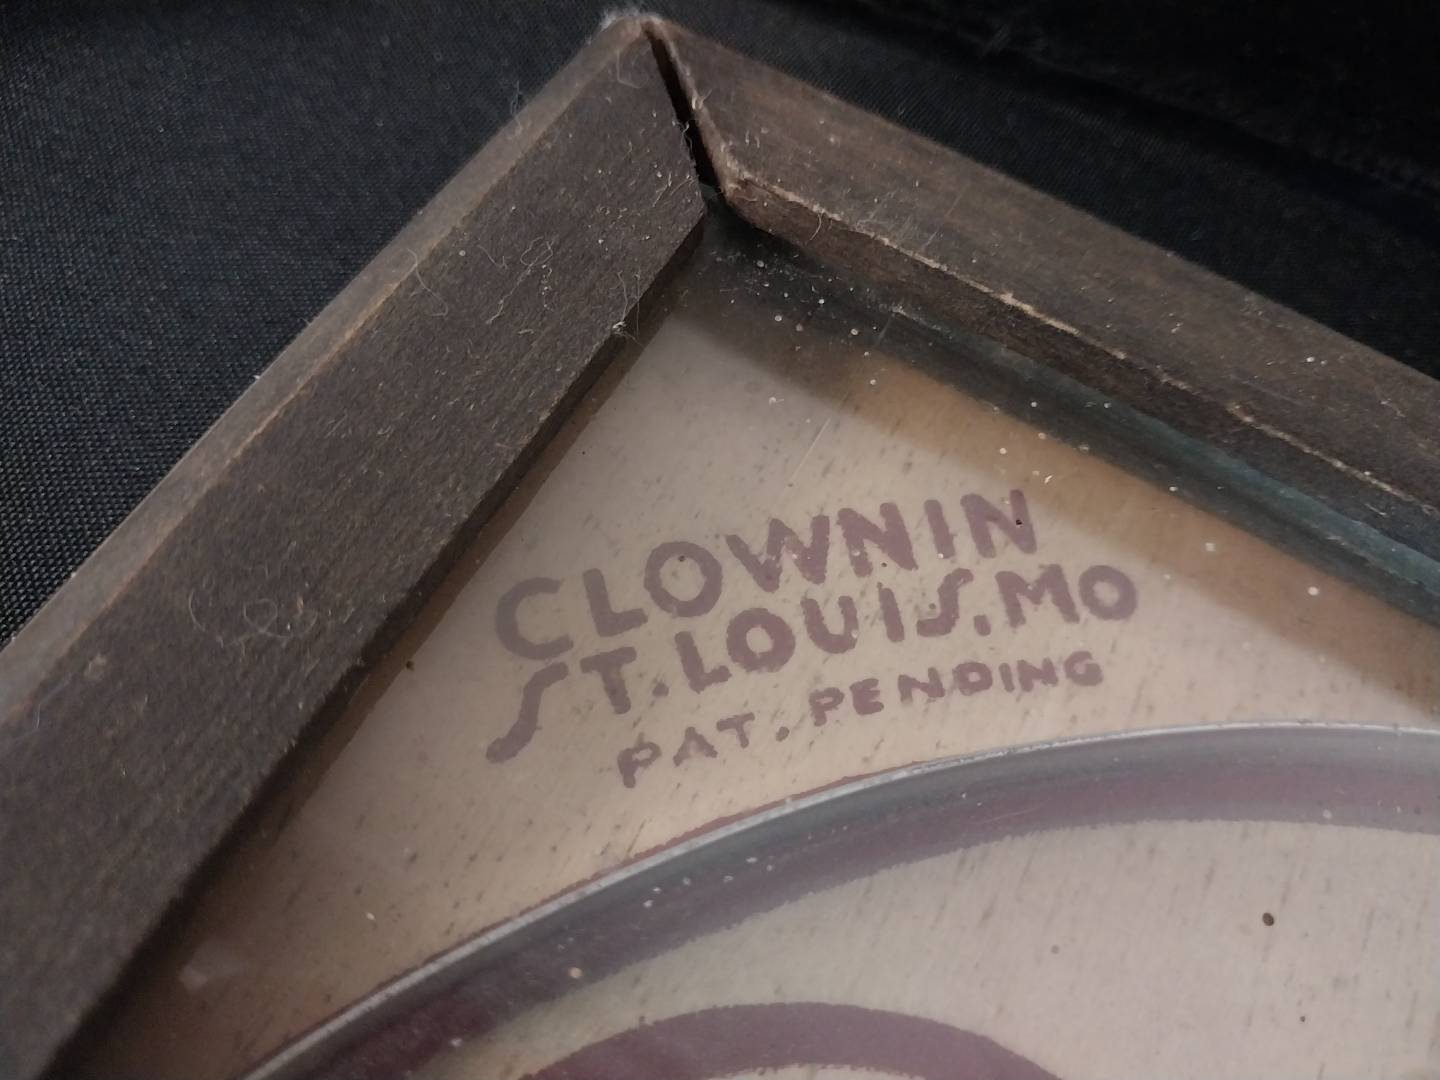 CLOWNIN
ST. LOUIS. MO
PAT. PENDING